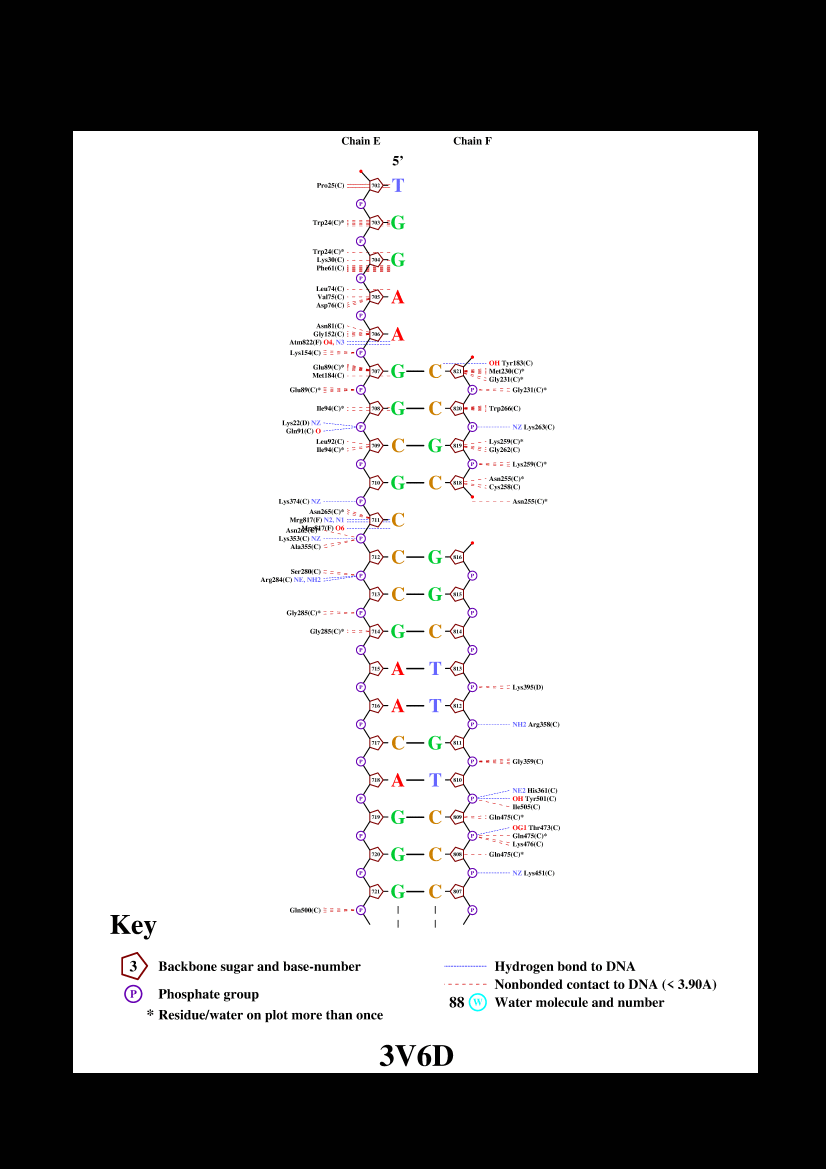 Chain E Chain F
5’
Pro25(C) 702 T
P
Trp24(C)* 703 G
P
Trp24(C)*
Lys30(C) 704 G
Phe61(C)
P
Leu74(C)
Val75(C) 705 A
Asp76(C)
P
Asn81(C)
Gly152(C) 706 A
Atm822(F) O4, N3
Lys154(C) P
OH Tyr183(C)
Glu89(C)* 707 G C 821 Met230(C)*
Met184(C) Gly231(C)*
Glu89(C)* P P Gly231(C)*
Ile94(C)* 708 G C 820 Trp266(C)
Lys22(D) NZ P P NZ Lys263(C)
Gln91(C) O
Leu92(C) 709 C G 819 Lys259(C)*
Ile94(C)* Gly262(C)
P P Lys259(C)*
710 G C 818 Asn255(C)*
Cys258(C)
Lys374(C) NZ P Asn255(C)*
Asn265(C)*
Mrg817(F) N2, N1 711 C
Mrg817(F) O6
Asn265(C)*
Lys353(C) NZ P
Ala355(C)
712 C G 816
Ser280(C) P P
Arg284(C) NE, NH2
713 C G 815
Gly285(C)* P P
Gly285(C)* 714 G C 814
P P
715 A T 813
P P Lys395(D)
716 A T 812
P P NH2 Arg358(C)
717 C G 811
P P Gly359(C)
718 A T 810
NE2 His361(C)
P P OH Tyr501(C)
Ile505(C)
719 G C 809 Gln475(C)*
OG1 Thr473(C)
P P Gln475(C)*
Lys476(C)
720 G C 808 Gln475(C)*
P P NZ Lys451(C)
721 G C 807
Gln500(C) P P
Key
3 Backbone sugar and base-number
P Phosphate group
* Residue/water on plot more than once
Hydrogen bond to DNA
Nonbonded contact to DNA (< 3.90A)
88 W Water molecule and number
3V6D